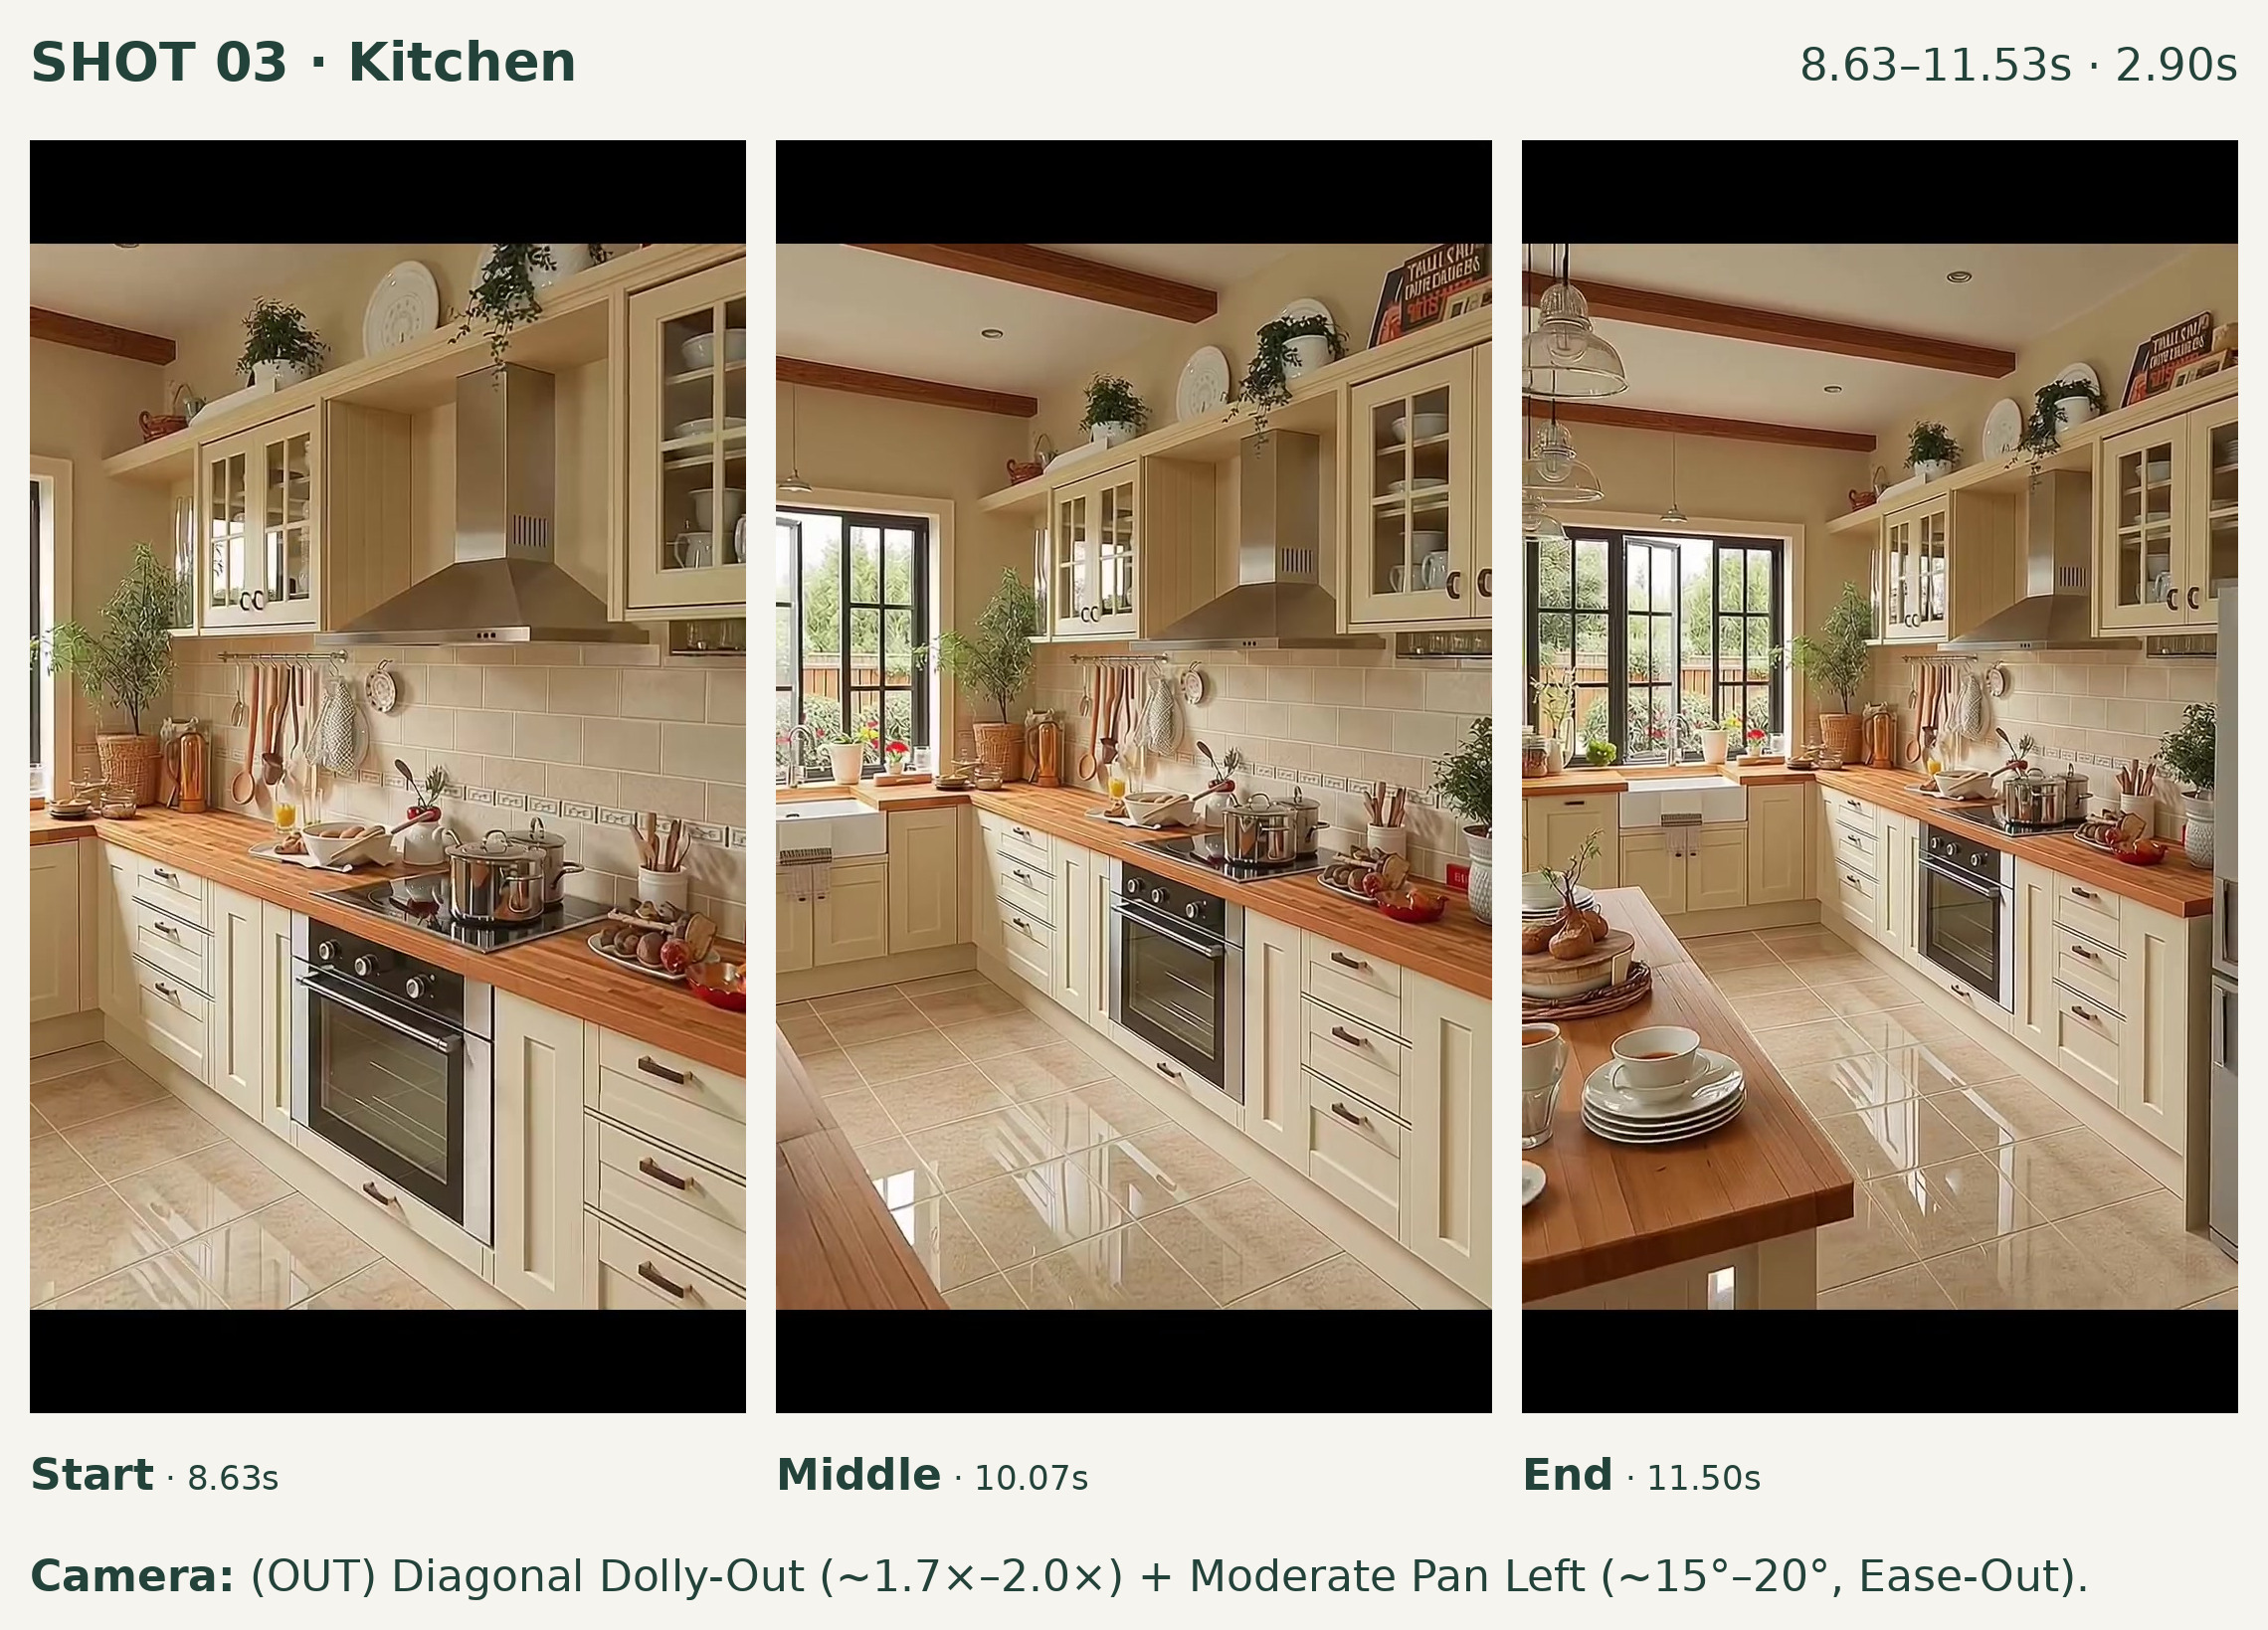 SHOT 03 · Kitchen
8.63–11.53s · 2.90s
Start · 8.63s
Middle · 10.07s
End · 11.50s
Camera: (OUT) Diagonal Dolly-Out (~1.7×–2.0×) + Moderate Pan Left (~15°–20°, Ease-Out).